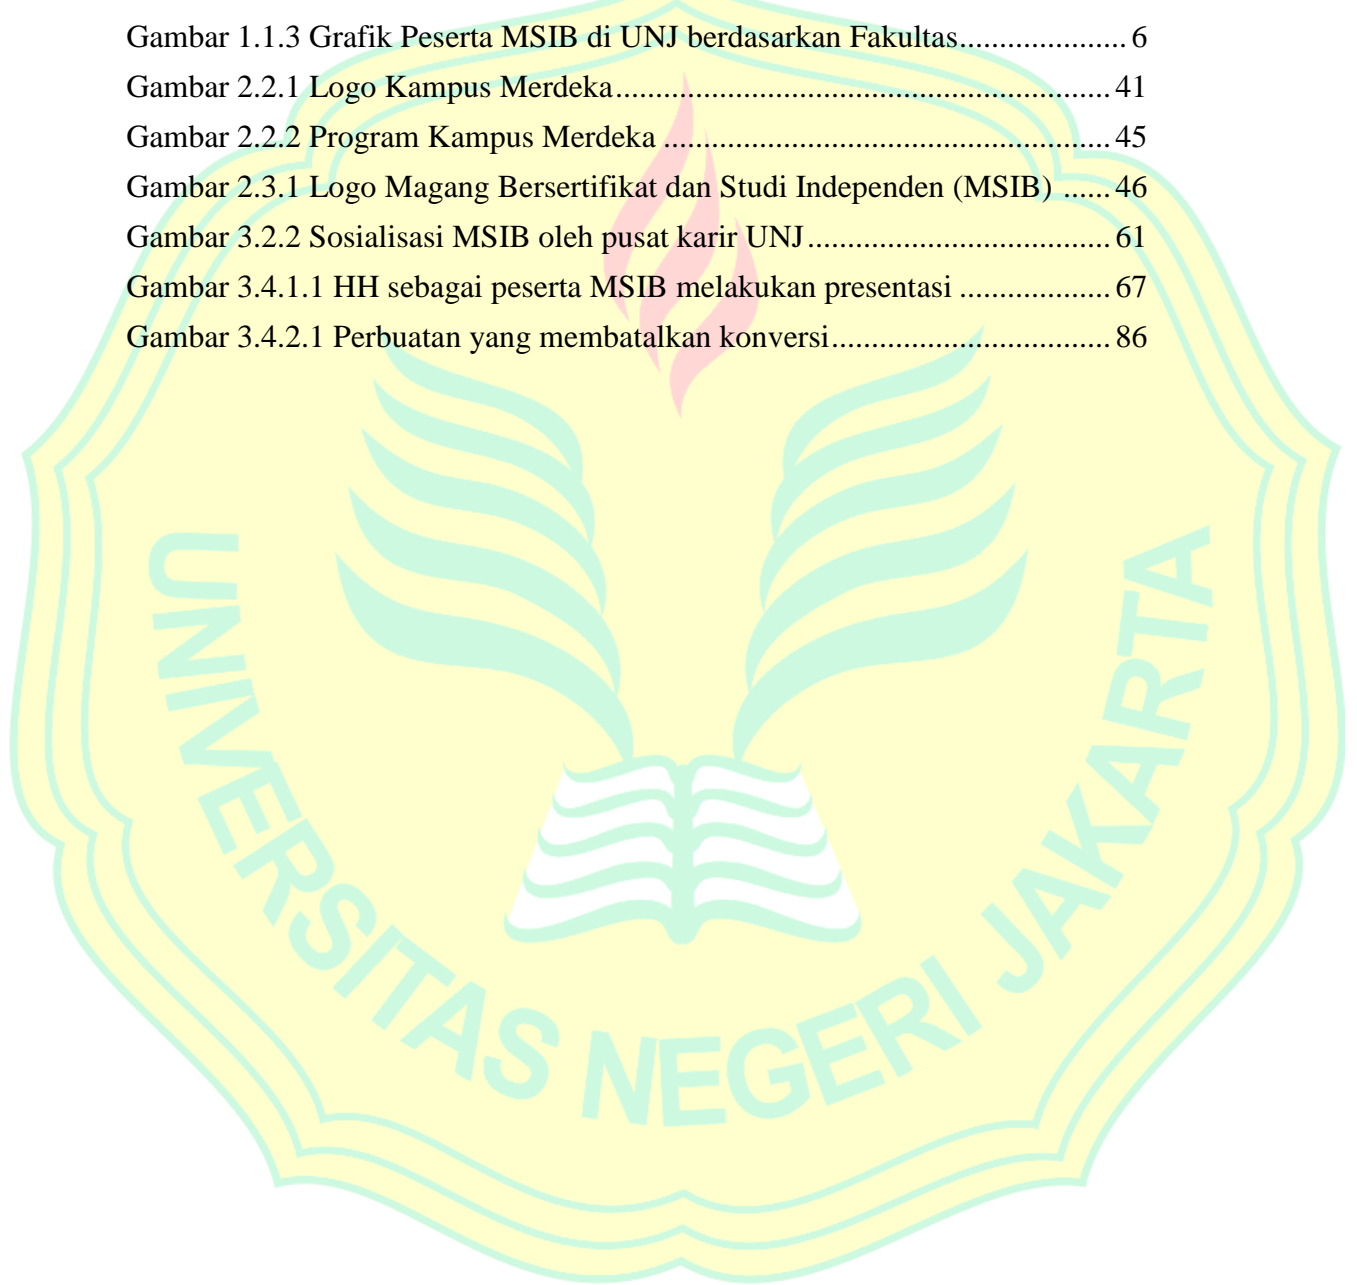 Gambar 1.1.3 Grafik Peserta MSIB di UNJ berdasarkan Fakultas.................... 6
Gambar 2.2.1 Logo Kampus Merdeka............................................................ 41
Gambar 2.2.2 Program Kampus Merdeka ...................................................... 45
Gambar 2.3.1 Logo Magang Bersertifikat dan Studi Independen (MSIB) ...... 46
Gambar 3.2.2 Sosialisasi MSIB oleh pusat karir UNJ..................................... 61
Gambar 3.4.1.1 HH sebagai peserta MSIB melakukan presentasi .................. 67
Gambar 3.4.2.1 Perbuatan yang membatalkan konversi.................................. 86
UNIVERSITAS NEGERI JAKARTA